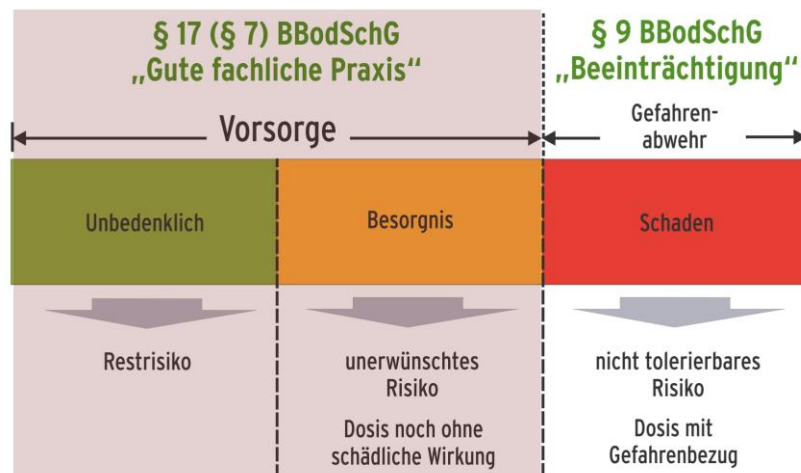 § 17 (§ 7) BBodSchG
„Gute fachliche Praxis“
§ 9 BBodSchG
„Beeinträchtigung“
Vorsorge
Gefahren-
abwehr
Unbedenklich
Besorgnis
Schaden
Restrisiko
unerwünschtes
Risiko
Dosis noch ohne
schädliche Wirkung
nicht tolerierbares
Risiko
Dosis mit
Gefahrenbezug